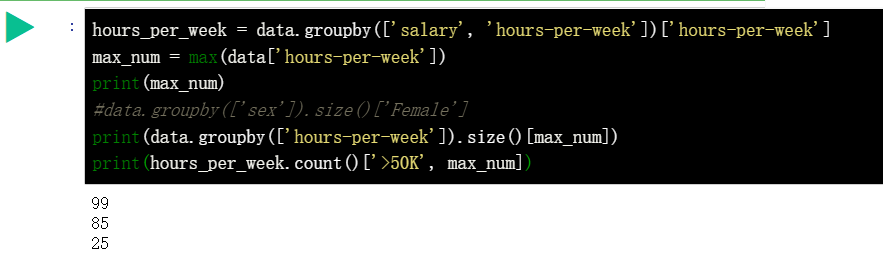 :
hours_per_week = data.groupby(['salary', 'hours-per-week'])['hours-per-week']
max_num = max(data['hours-per-week'])
print(max_num)
#data.groupby(['sex']).size()['Female']
print(data.groupby(['hours-per-week']).size()[max_num])
print(hours_per_week.count()['>50K', max_num])
99
85
25